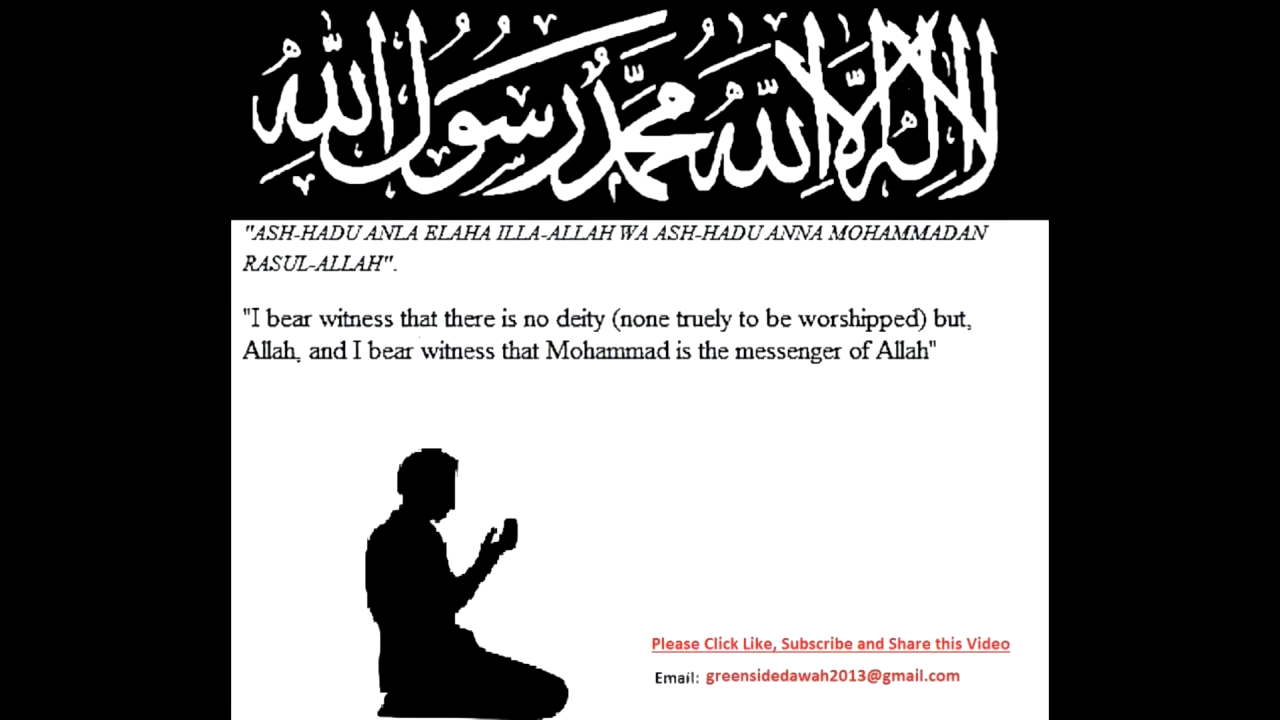 لا إله إلا الله محمد رسول الله
"ASH-HADU ANLA ELAHA ILLA-ALLAH WA ASH-HADU ANNA MOHAMMADAN
RASUL-ALLAH".
"I bear witness that there is no deity (none truely to be worshipped) but,
Allah, and I bear witness that Mohammad is the messenger of Allah"
Please Click Like, Subscribe and Share this Video
Email: greensidedawah2013@gmail.com